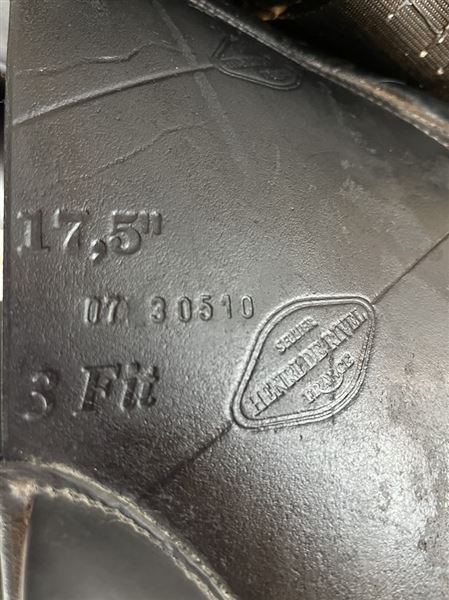 17,5"
07 30510
3 Fit
SELLIER
HENRI DE RIVEL
FRANCE